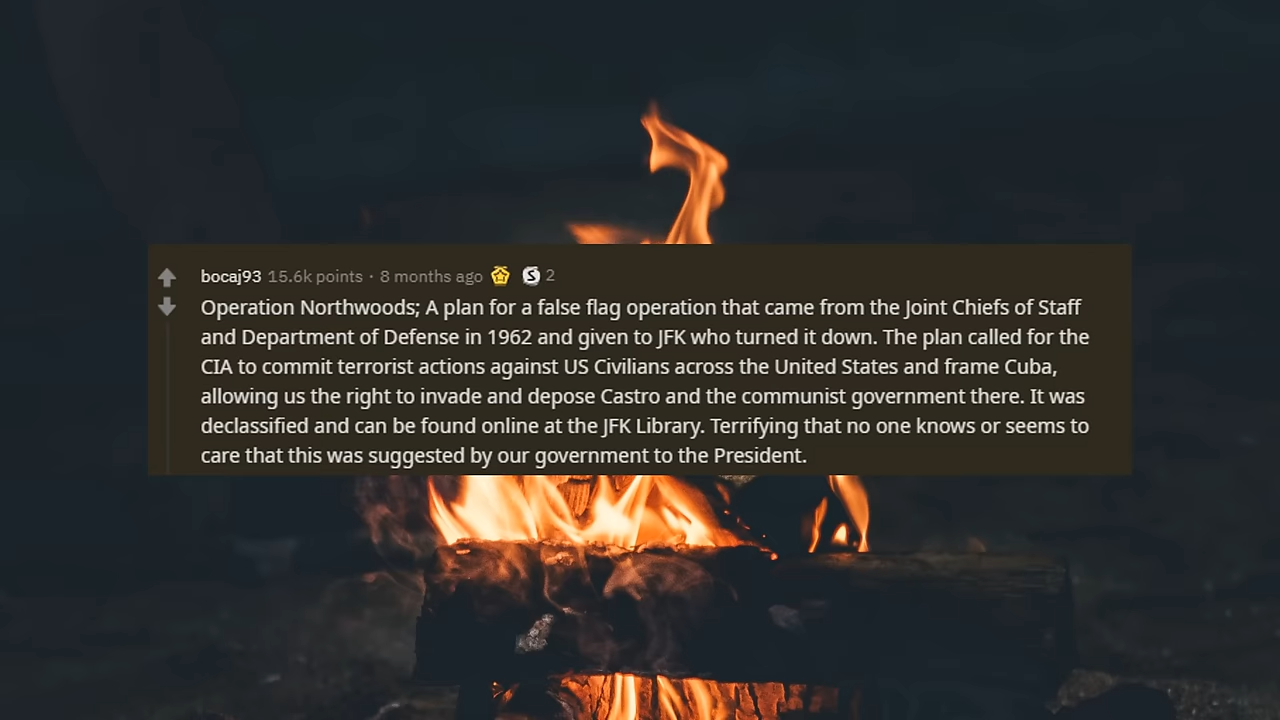 bocaj93 15.6k points · 8 months ago 2
Operation Northwoods; A plan for a false flag operation that came from the Joint Chiefs of Staff
and Department of Defense in 1962 and given to JFK who turned it down. The plan called for the
CIA to commit terrorist actions against US Civilians across the United States and frame Cuba,
allowing us the right to invade and depose Castro and the communist government there. It was
declassified and can be found online at the JFK Library. Terrifying that no one knows or seems to
care that this was suggested by our government to the President.